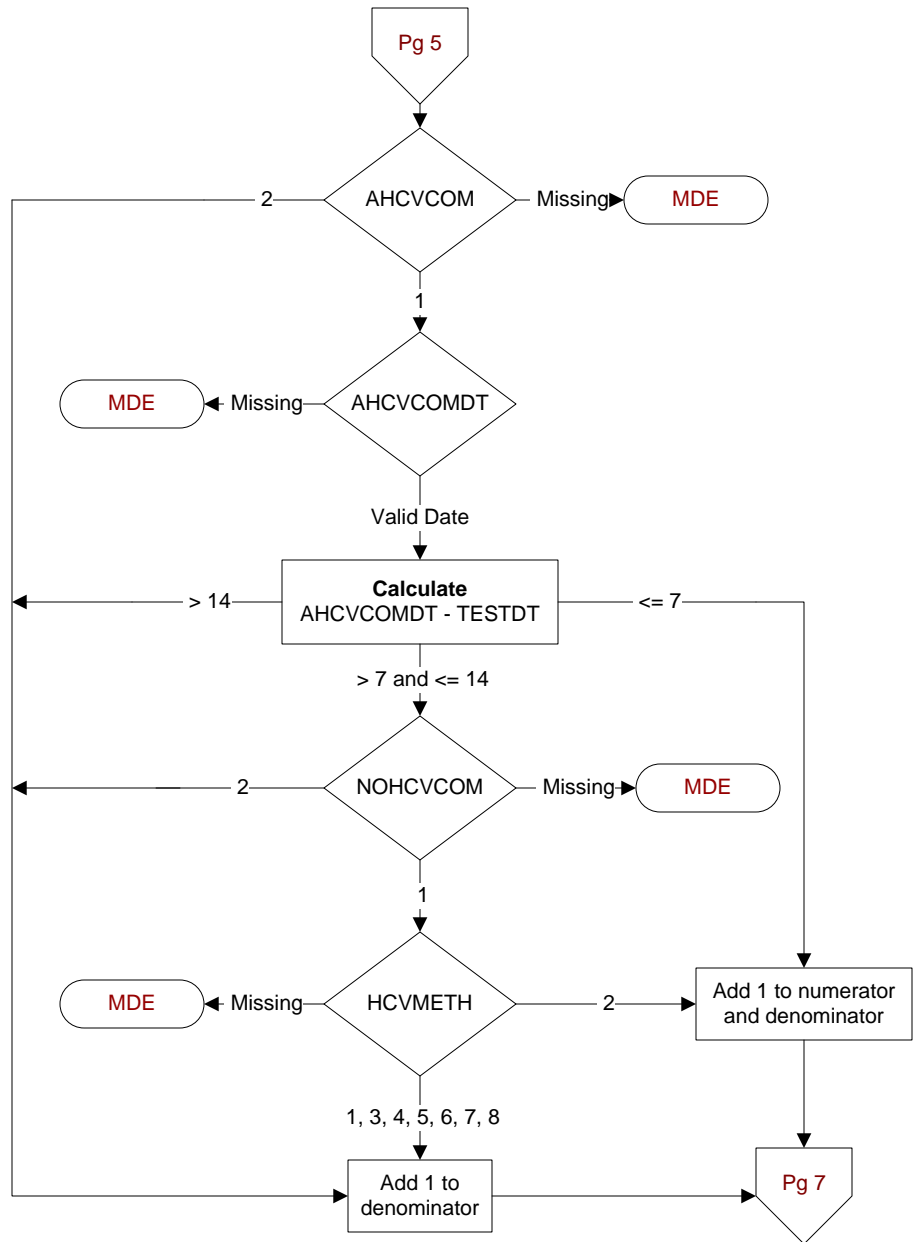 Pg 5
2
AHCVCOM
Missing
MDE
1
MDE
Missing
AHCVCOMDT
Valid Date
> 14
Calculate
AHCVCOMDT - TESTDT
<= 7
> 7 and <= 14
2
NOHCVCOM
Missing
MDE
1
MDE
Missing
HCVMETH
2
Add 1 to numerator
and denominator
1, 3, 4, 5, 6, 7, 8
Add 1 to
denominator
Pg 7